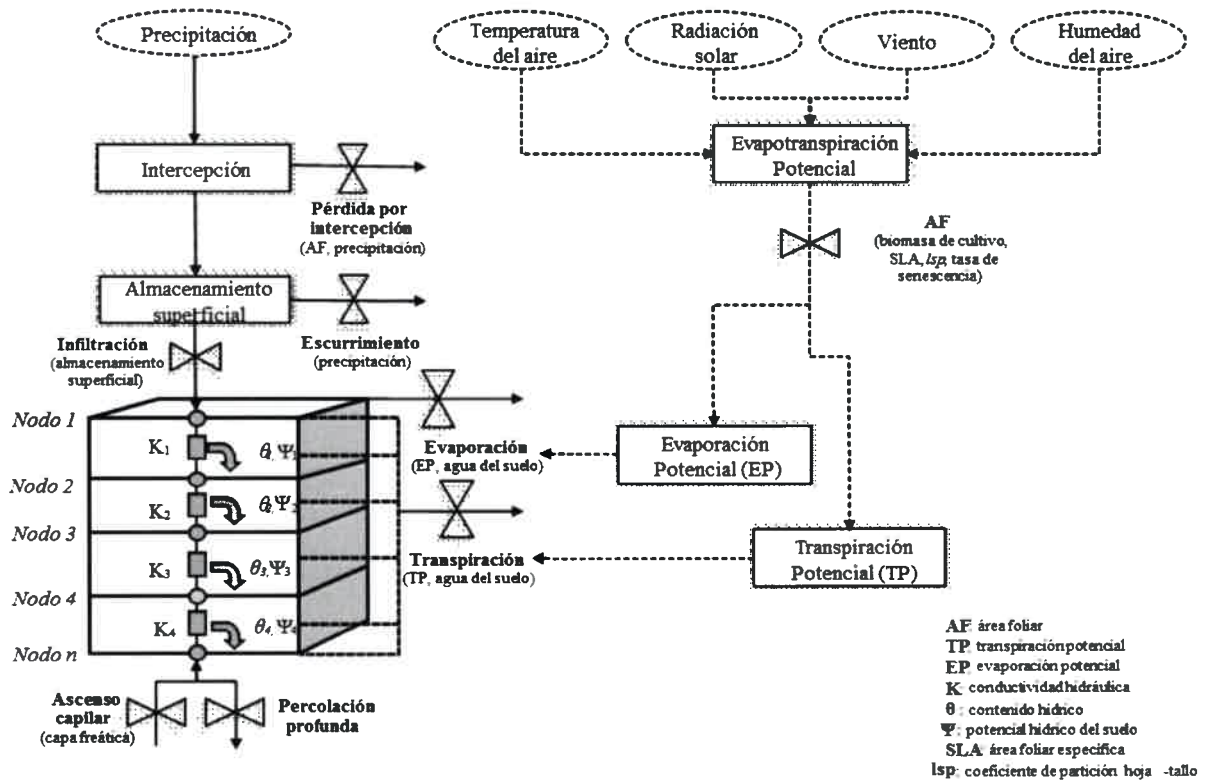 Precipitación
Temperatura
del aire
Radiación
solar
Viento
Humedad
del aire
Intercepción
Evapotranspiración
Potencial
Pérdida por
intercepción
(AF, precipitación)
AF
(biomasa de cultivo,
SLA, lsp, tasa de
senescencia)
Almacenamiento
superficial
Infiltración
(almacenamiento
superficial)
Escurrimiento
(precipitación)
Nodo 1
K1
θ1, Ψ1
Evaporación
(EP, agua del suelo)
Evaporación
Potencial (EP)
Nodo 2
K2
θ2, Ψ2
Nodo 3
K3
θ3, Ψ3
Transpiración
(TP, agua del suelo)
Transpiración
Potencial (TP)
Nodo 4
K4
θ4, Ψ4
Nodo n
Ascenso
capilar
(capa freática)
Percolación
profunda
AF: área foliar
TP: transpiración potencial
EP: evaporación potencial
K: conductividad hidráulica
θ : contenido hídrico
Ψ: potencial hídrico del suelo
SLA: área foliar específica
lsp: coeficiente de partición hoja -tallo